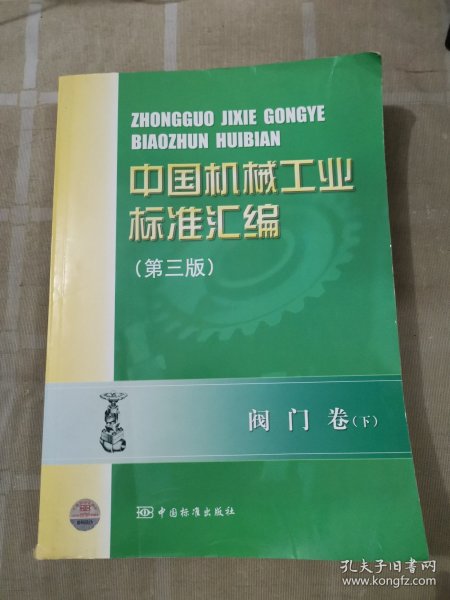 ZHONGGUO JIXIE GONGYE
BIAOZHUN HUIBIAN
中国机械工业
标准汇编
（第三版）
阀门卷（下）
中国标准出版社
孔夫子旧书网
www.kongfz.com